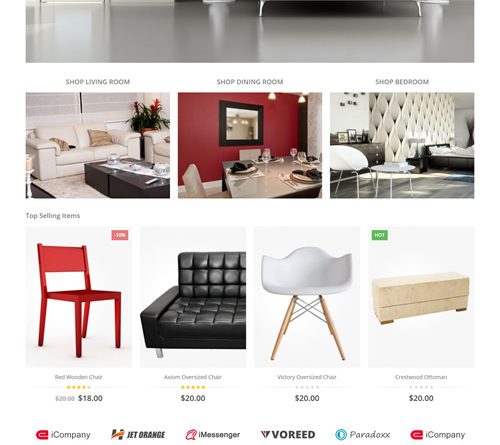 SHOP LIVING ROOM
SHOP DINING ROOM
SHOP BEDROOM
Top Selling Items
-10%
HOT
Red Wooden Chair
Axiom Oversized Chair
Victory Oversized Chair
Crestwood Ottoman
$20.00 $18.00
$20.00
$20.00
$20.00
iCompany
JET ORANGE
iMessenger
VOREED
Paradoxx
iCompany